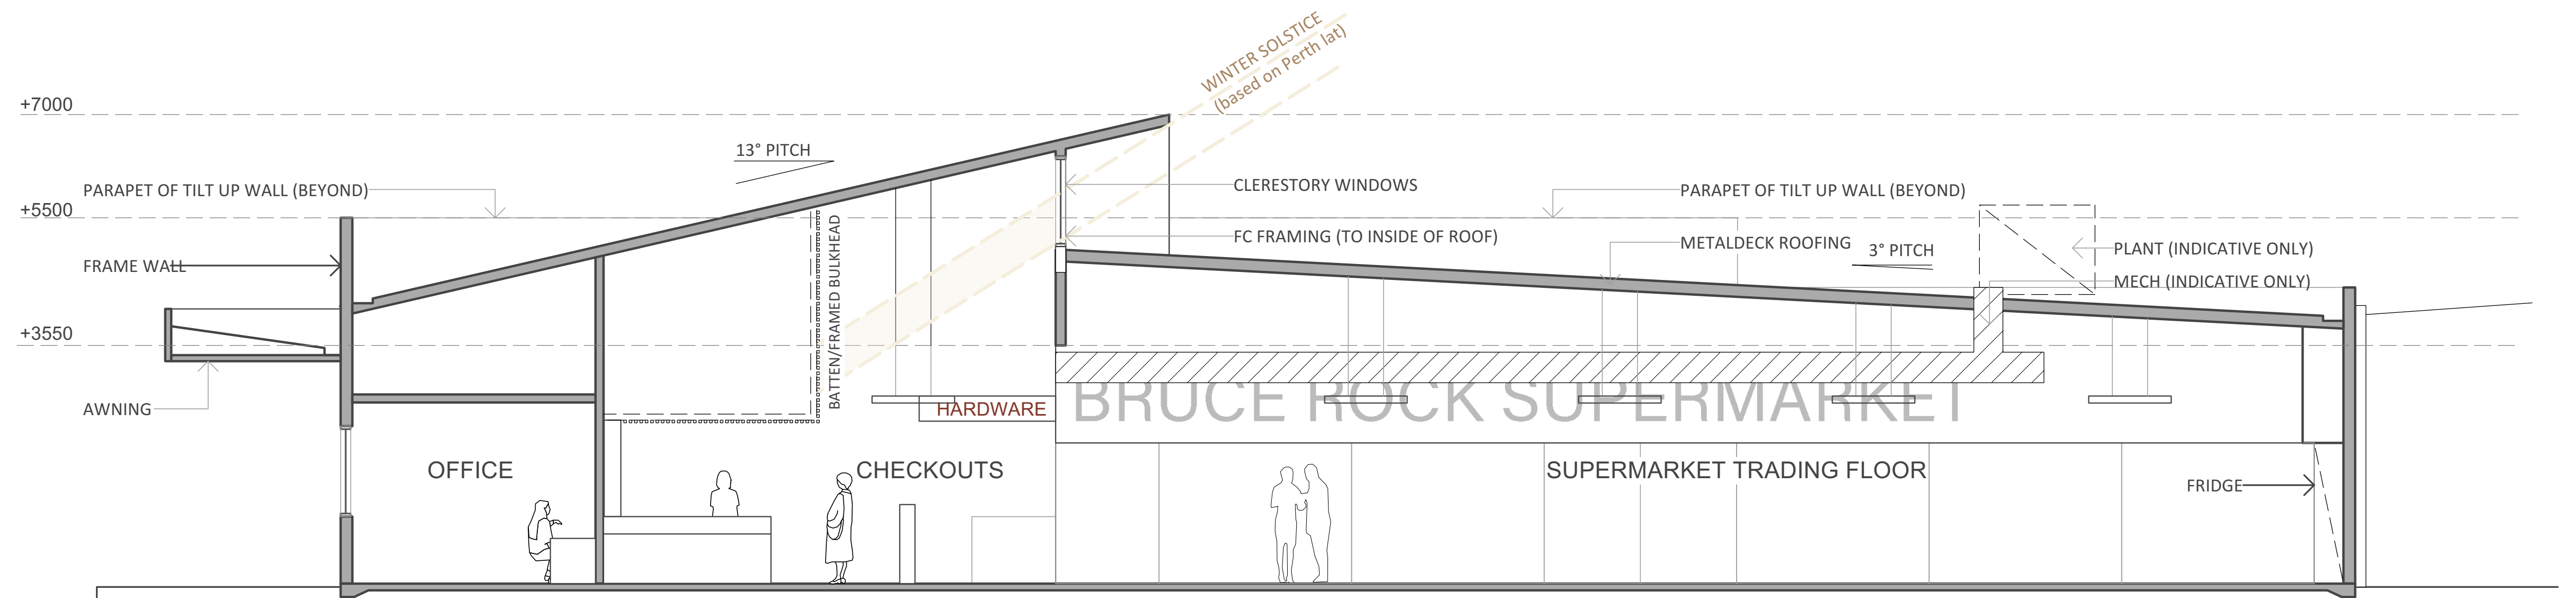 WINTER SOLSTICE
(based on Perth lat)
+7000
13° PITCH
PARAPET OF TILT UP WALL (BEYOND)
CLERESTORY WINDOWS
PARAPET OF TILT UP WALL (BEYOND)
+5500
BATTEN/FRAMED BULKHEAD
FC FRAMING (TO INSIDE OF ROOF)
METALDECK ROOFING
3° PITCH
PLANT (INDICATIVE ONLY)
FRAME WALL
MECH (INDICATIVE ONLY)
+3550
AWNING
HARDWARE
BRUCE ROCK SUPERMARKET
OFFICE
CHECKOUTS
SUPERMARKET TRADING FLOOR
FRIDGE